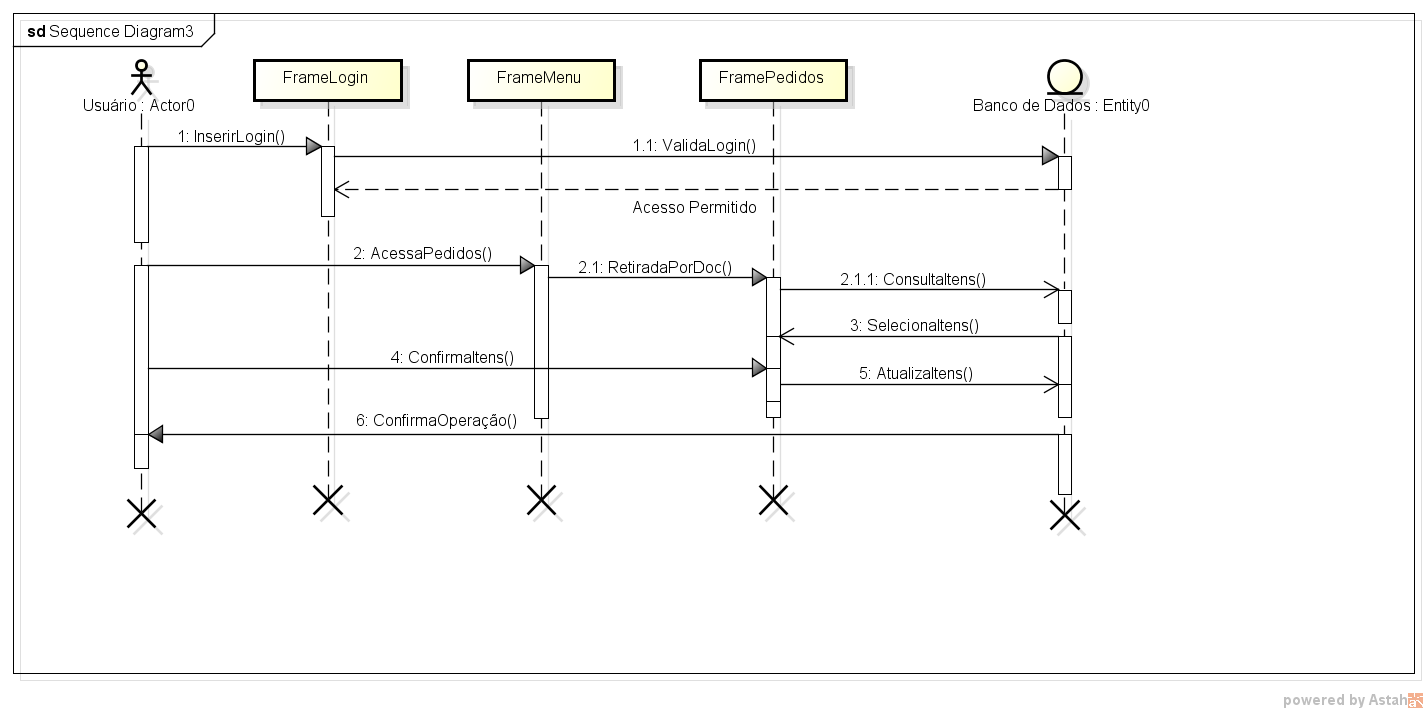 sd Sequence Diagram3
FrameLogin
FrameMenu
FramePedidos
Usuário : Actor0
Banco de Dados : Entity0
1: InserirLogin()
1.1: ValidaLogin()
Acesso Permitido
2: AcessaPedidos()
2.1: RetiradaPorDoc()
2.1.1: ConsultaItens()
3: SelecionaItens()
4: ConfirmaItens()
5: AtualizaItens()
6: ConfirmaOperação()
powered by Astah